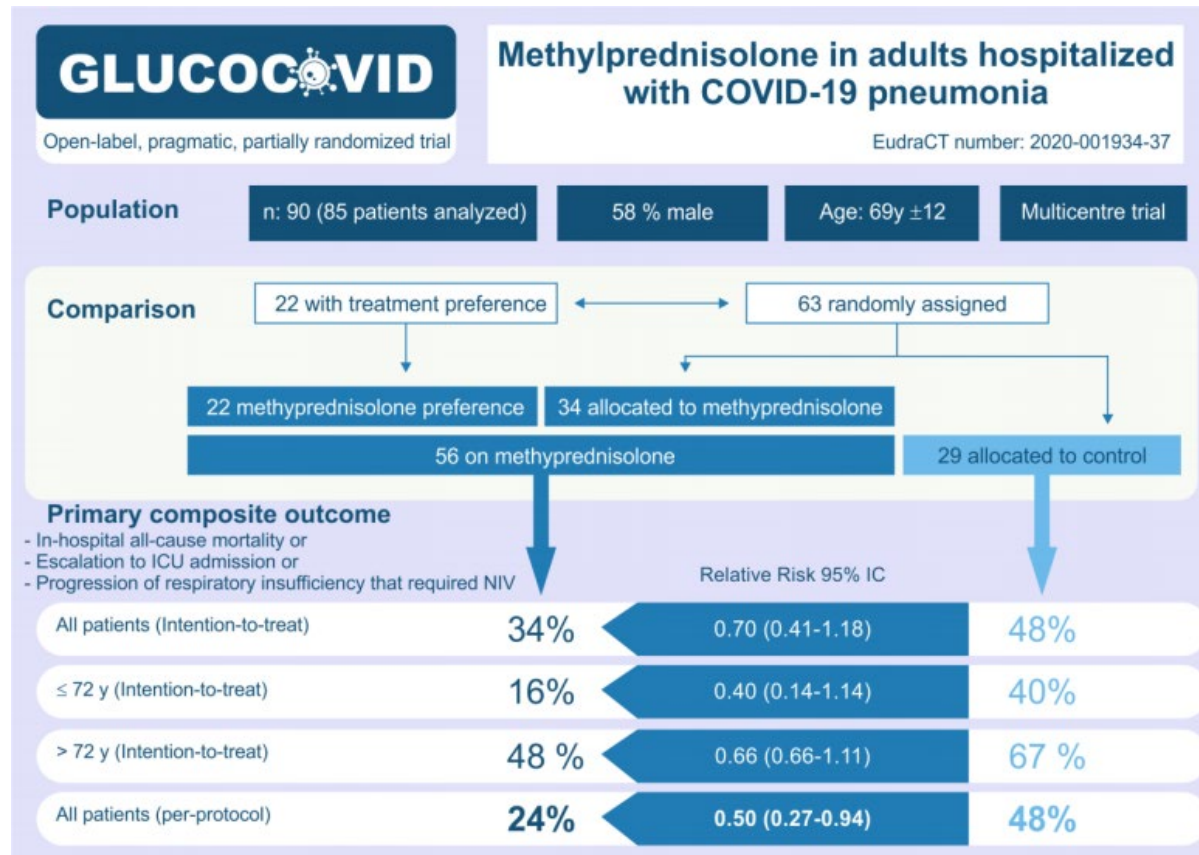 GLUCOCOVID
Open-label, pragmatic, partially randomized trial
Methylprednisolone in adults hospitalized
with COVID-19 pneumonia
EudraCT number: 2020-001934-37
Population
n: 90 (85 patients analyzed)
58 % male
Age: 69y ±12
Multicentre trial
Comparison
22 with treatment preference
63 randomly assigned
22 methyprednisolone preference
34 allocated to methyprednisolone
56 on methyprednisolone
29 allocated to control
Primary composite outcome
- In-hospital all-cause mortality or
- Escalation to ICU admission or
- Progression of respiratory insufficiency that required NIV
Relative Risk 95% IC
All patients (Intention-to-treat) 34% 0.70 (0.41-1.18) 48%
≤ 72 y (Intention-to-treat) 16% 0.40 (0.14-1.14) 40%
> 72 y (Intention-to-treat) 48 % 0.66 (0.66-1.11) 67 %
All patients (per-protocol) 24% 0.50 (0.27-0.94) 48%